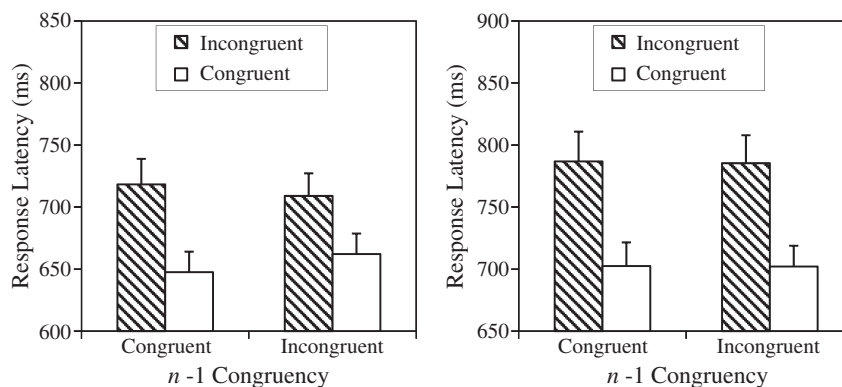 850
800
750
700
650
600
Response Latency (ms)
Incongruent
Congruent
Congruent
Incongruent
n -1 Congruency
900
850
800
750
700
650
Response Latency (ms)
Incongruent
Congruent
Congruent
Incongruent
n -1 Congruency